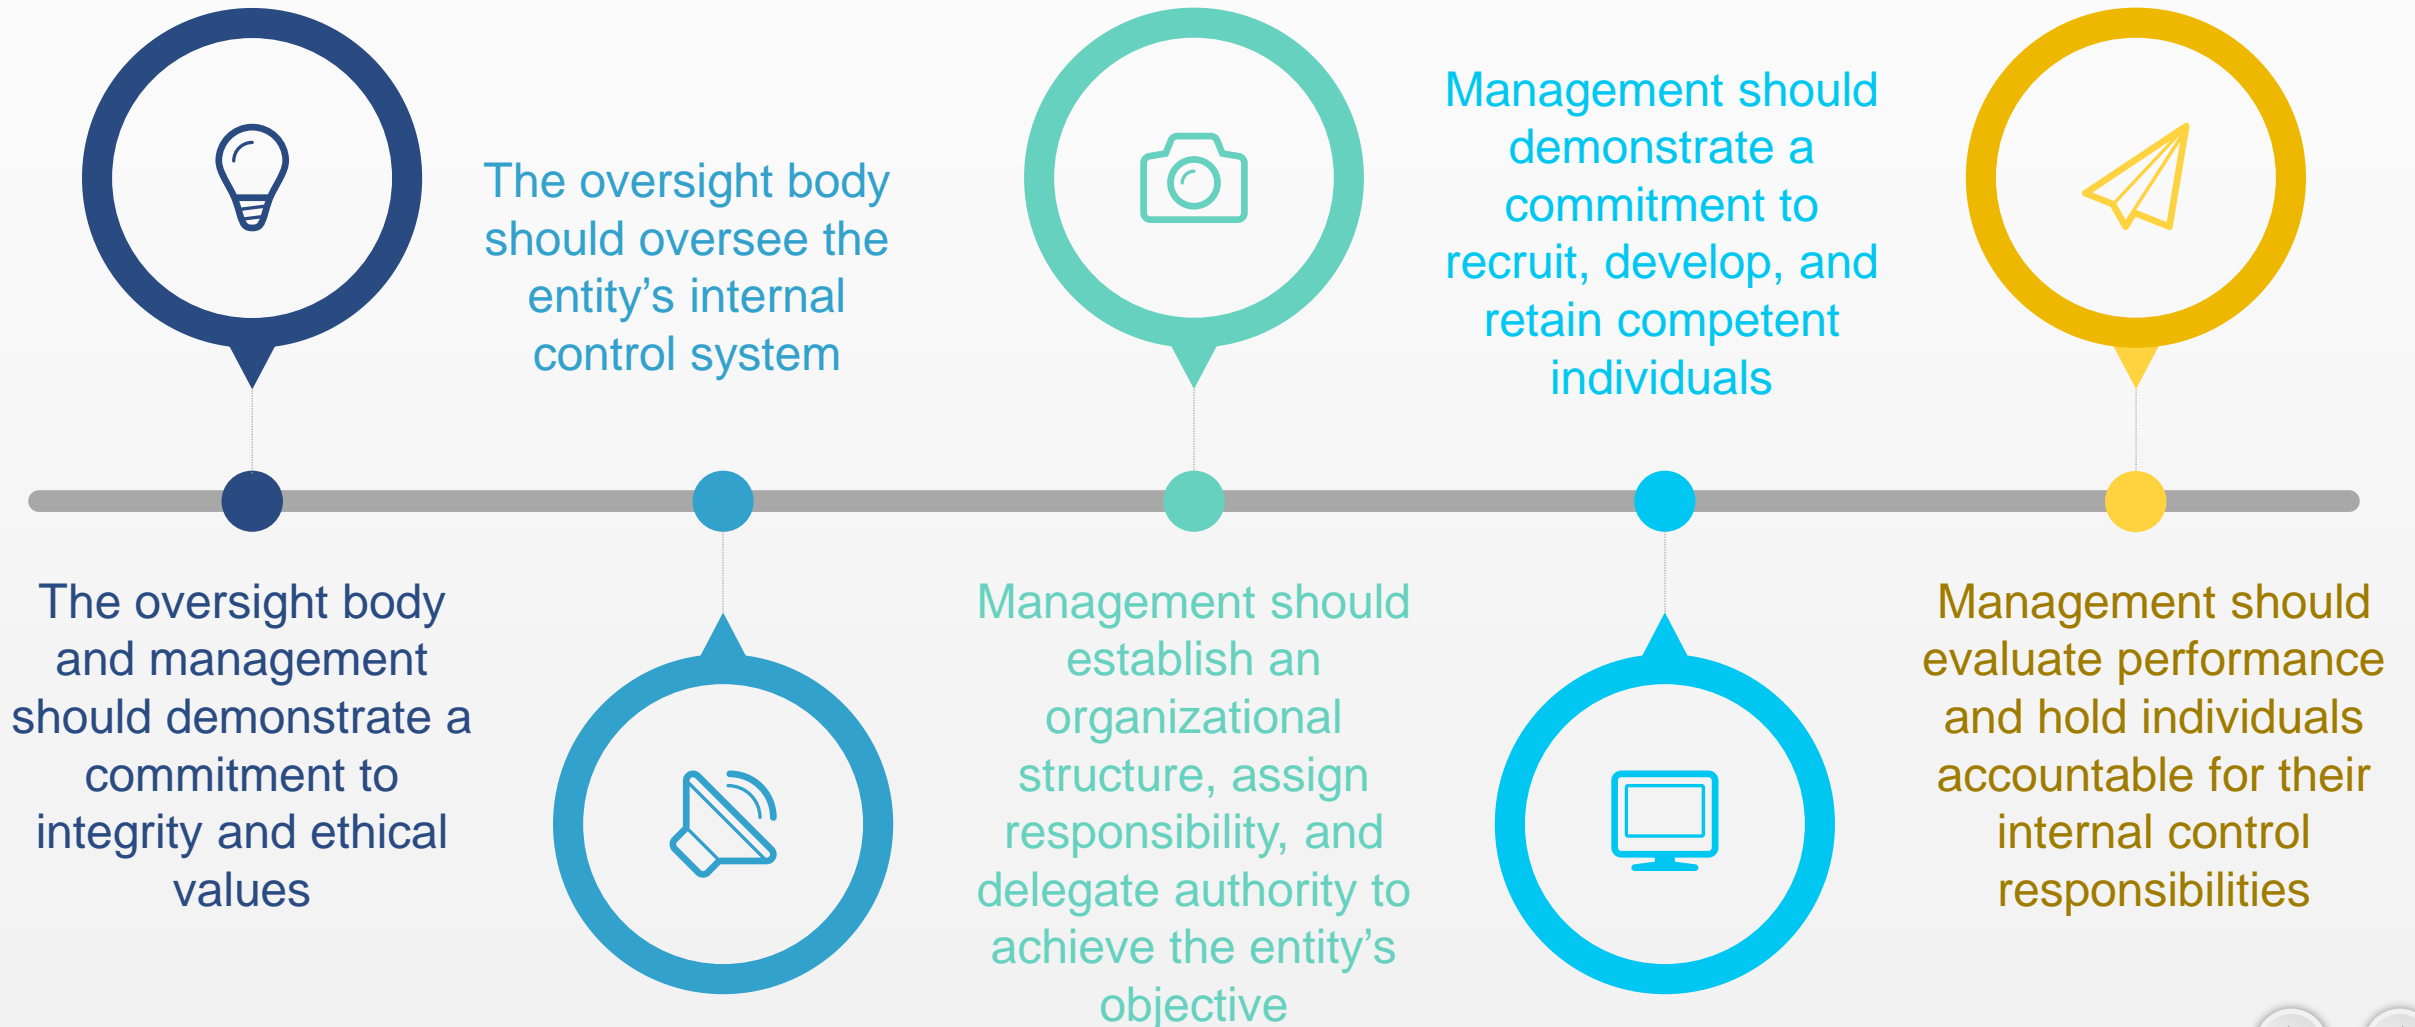 The oversight body
and management
should demonstrate a
commitment to
integrity and ethical
values
The oversight body
should oversee the
entity’s internal
control system
Management should
establish an
organizational
structure, assign
responsibility, and
delegate authority to
achieve the entity’s
objective
Management should
demonstrate a
commitment to
recruit, develop, and
retain competent
individuals
Management should
evaluate performance
and hold individuals
accountable for their
internal control
responsibilities